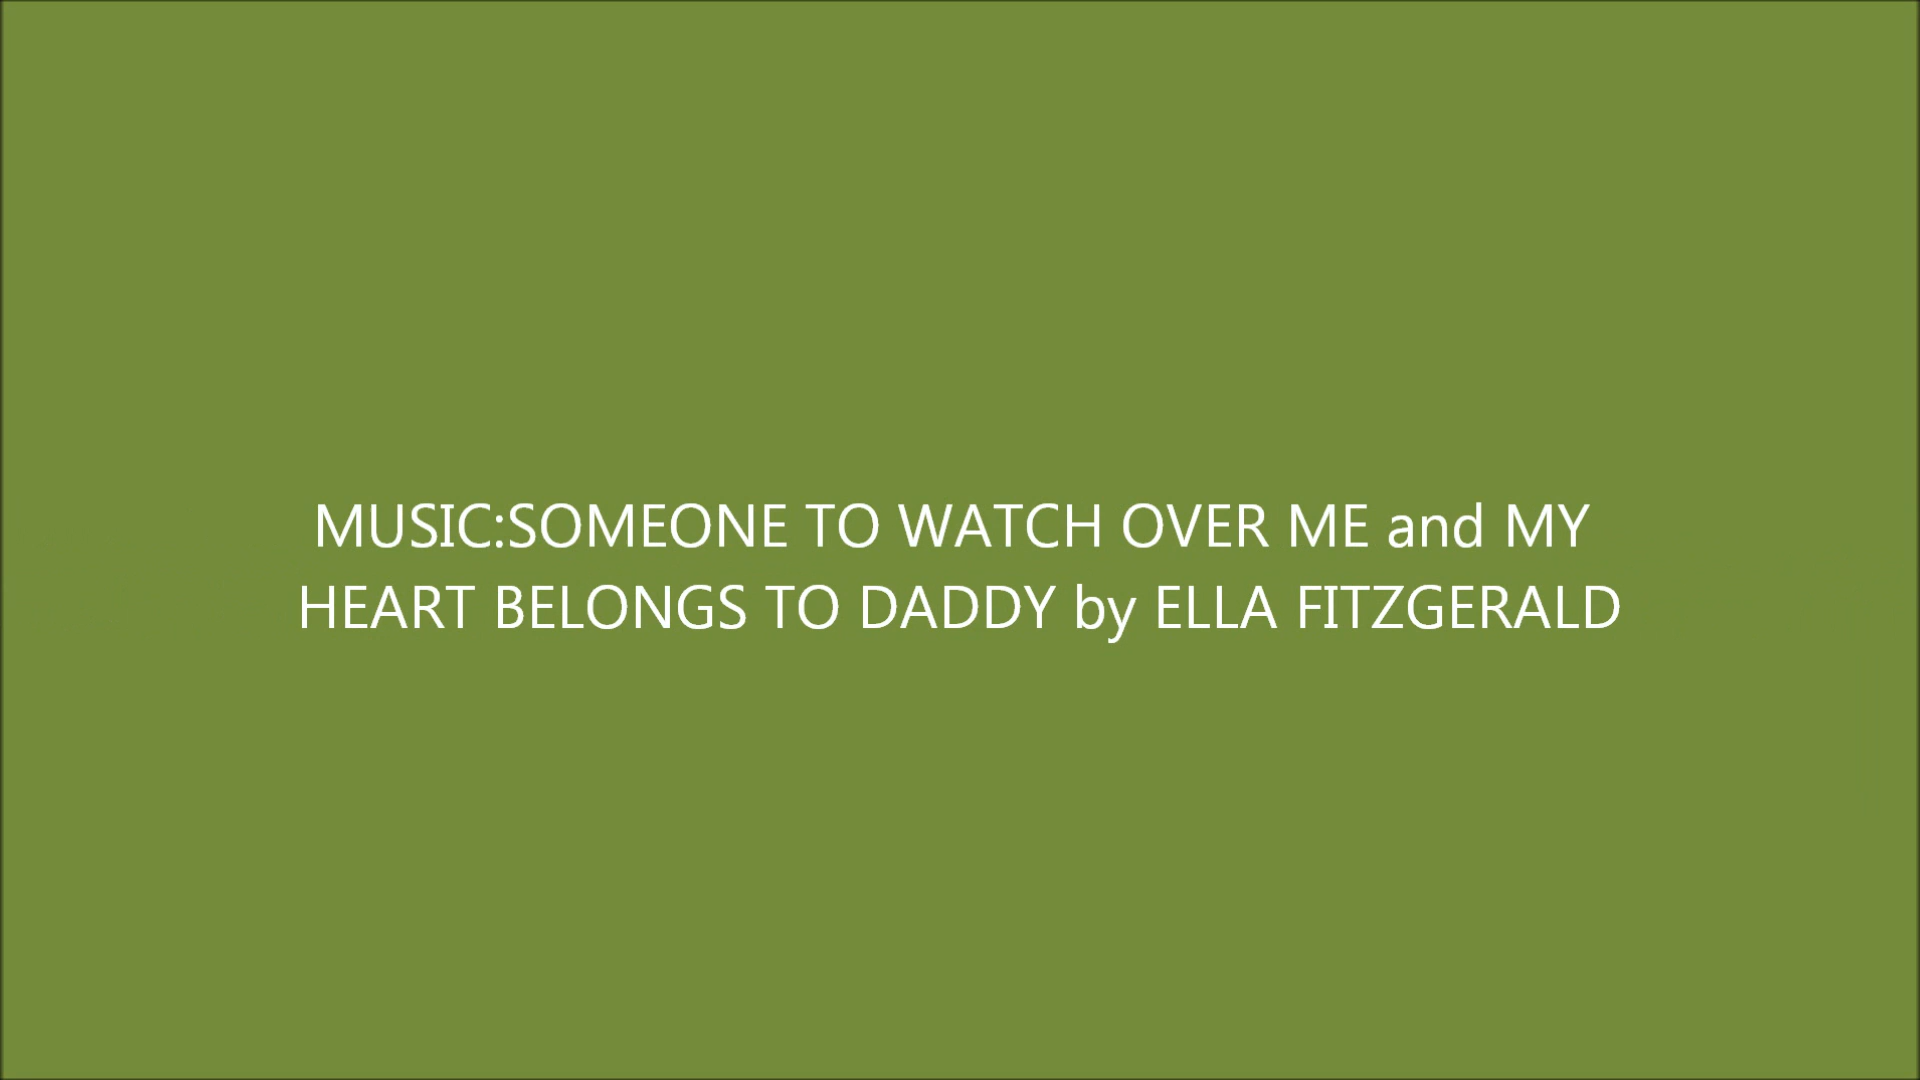 MUSIC:SOMEONE TO WATCH OVER ME and MY
HEART BELONGS TO DADDY by ELLA FITZGERALD